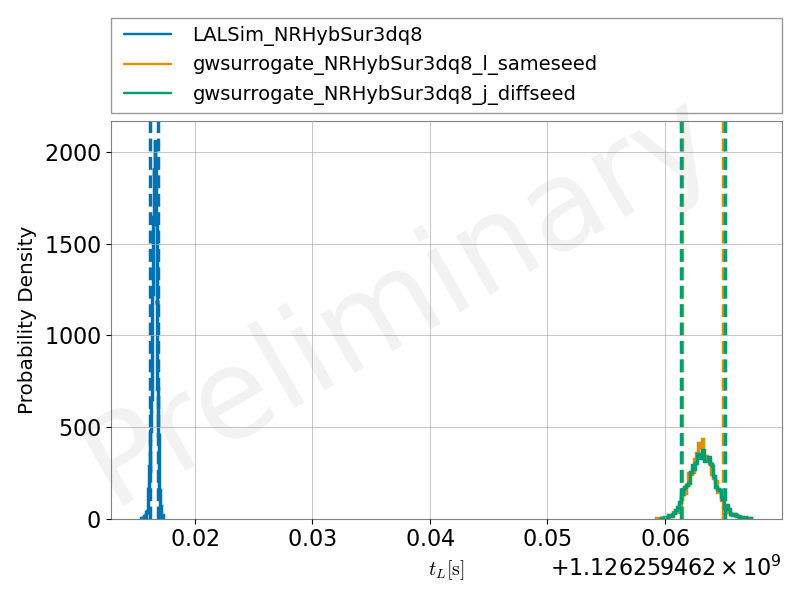 LALSim_NRHybSur3dq8
gwsurrogate_NRHybSur3dq8_l_sameseed
gwsurrogate_NRHybSur3dq8_j_diffseed
Preliminary
Probability Density
2000
1500
1000
500
0
0.02 0.03 0.04 0.05 0.06
t_L[s]
+1.126259462 × 10⁹